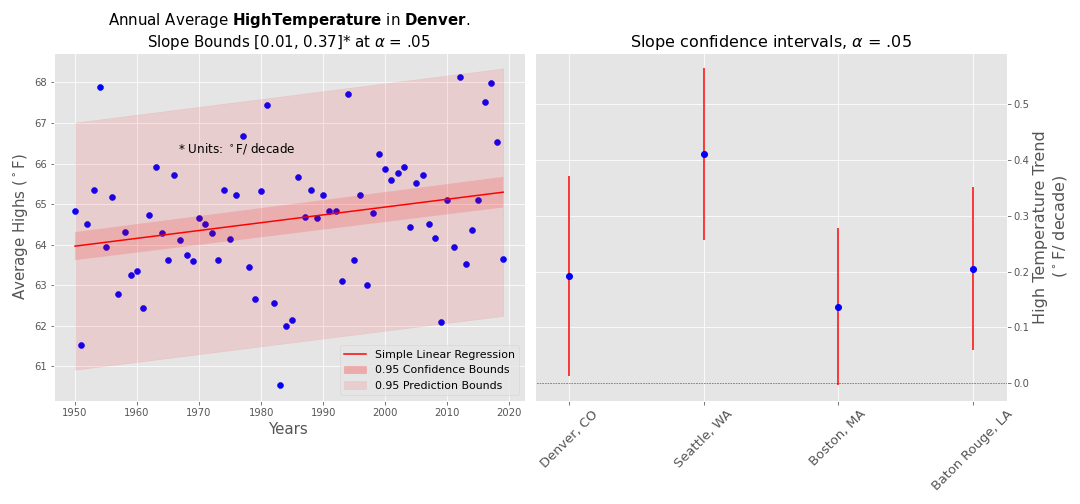 Annual Average HighTemperature in Denver.
Slope Bounds [0.01, 0.37]* at α = .05
68
67
66
65
64
63
62
61
Average Highs (°F)
* Units: °F/ decade
Simple Linear Regression
0.95 Confidence Bounds
0.95 Prediction Bounds
1950 1960 1970 1980 1990 2000 2010 2020
Years
Slope confidence intervals, α = .05
0.5
0.4
0.3
0.2
0.1
0.0
High Temperature Trend
(°F/ decade)
Denver, CO
Seattle, WA
Boston, MA
Baton Rouge, LA